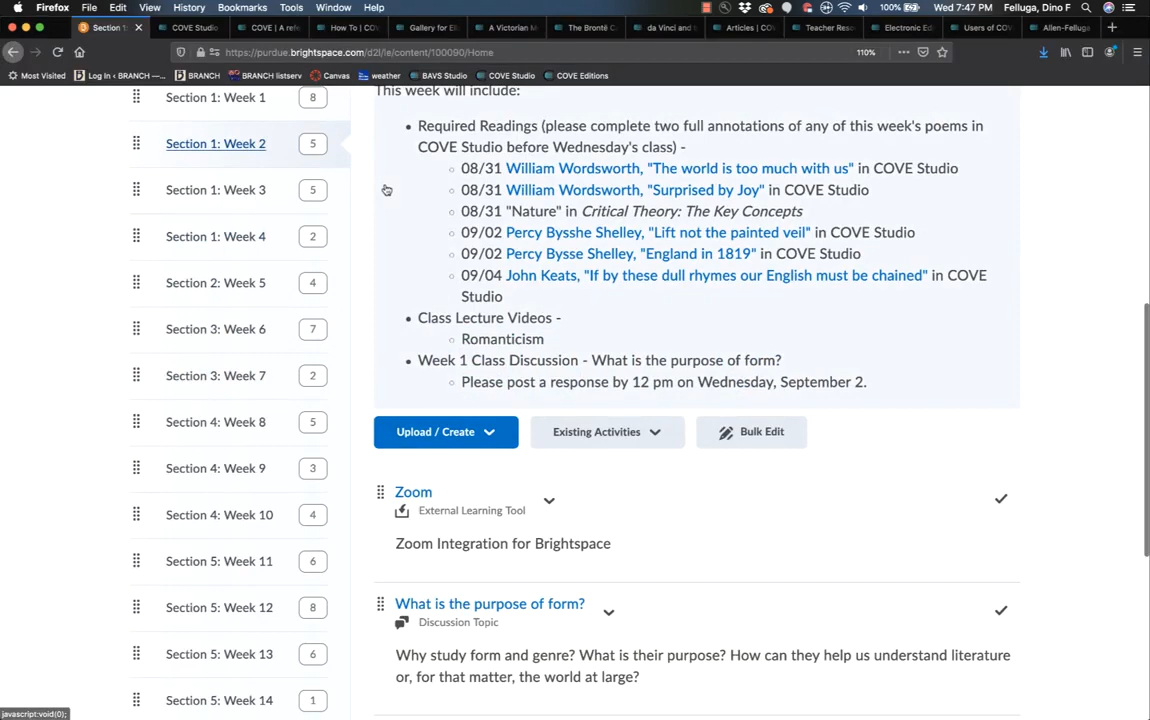 Firefox File Edit View History Bookmarks Tools Window Help 100% Wed 7:47 PM Felluga, Dino F
Section 1: COVE Studio COVE | A refe How To | CO Gallery for El A Victorian M The Brontë C da Vinci and t Articles | CO Teacher Reso Electronic Ed Users of COV Allen-Felluga
https://purdue.brightspace.com/d2l/le/content/100090/Home 110%
Most Visited Log In ‹ BRANCH —... BRANCH BRANCH listserv Canvas weather BAVS Studio COVE Studio COVE Editions
This week will include:
Section 1: Week 1 8
Required Readings (please complete two full annotations of any of this week's poems in
Section 1: Week 2 5
COVE Studio before Wednesday's class) -
08/31 William Wordsworth, "The world is too much with us" in COVE Studio
Section 1: Week 3 5
08/31 William Wordsworth, "Surprised by Joy" in COVE Studio
08/31 "Nature" in Critical Theory: The Key Concepts
Section 1: Week 4 2
09/02 Percy Bysshe Shelley, "Lift not the painted veil" in COVE Studio
09/02 Percy Bysse Shelley, "England in 1819" in COVE Studio
Section 2: Week 5 4
09/04 John Keats, "If by these dull rhymes our English must be chained" in COVE
Studio
Class Lecture Videos -
Section 3: Week 6 7
Romanticism
Week 1 Class Discussion - What is the purpose of form?
Section 3: Week 7 2
Please post a response by 12 pm on Wednesday, September 2.
Section 4: Week 8 5
Upload / Create Existing Activities Bulk Edit
Section 4: Week 9 3
Zoom
External Learning Tool
Section 4: Week 10 4
Zoom Integration for Brightspace
Section 5: Week 11 6
Section 5: Week 12 8
What is the purpose of form?
Discussion Topic
Section 5: Week 13 6
Why study form and genre? What is their purpose? How can they help us understand literature
or, for that matter, the world at large?
Section 5: Week 14 1
javascript:void(0);